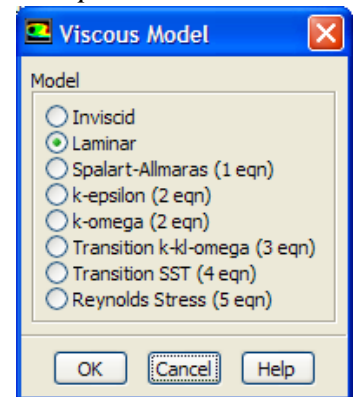 Viscous Model
Model
Inviscid
Laminar
Spalart-Allmaras (1 eqn)
k-epsilon (2 eqn)
k-omega (2 eqn)
Transition k-kl-omega (3 eqn)
Transition SST (4 eqn)
Reynolds Stress (5 eqn)
OK Cancel Help